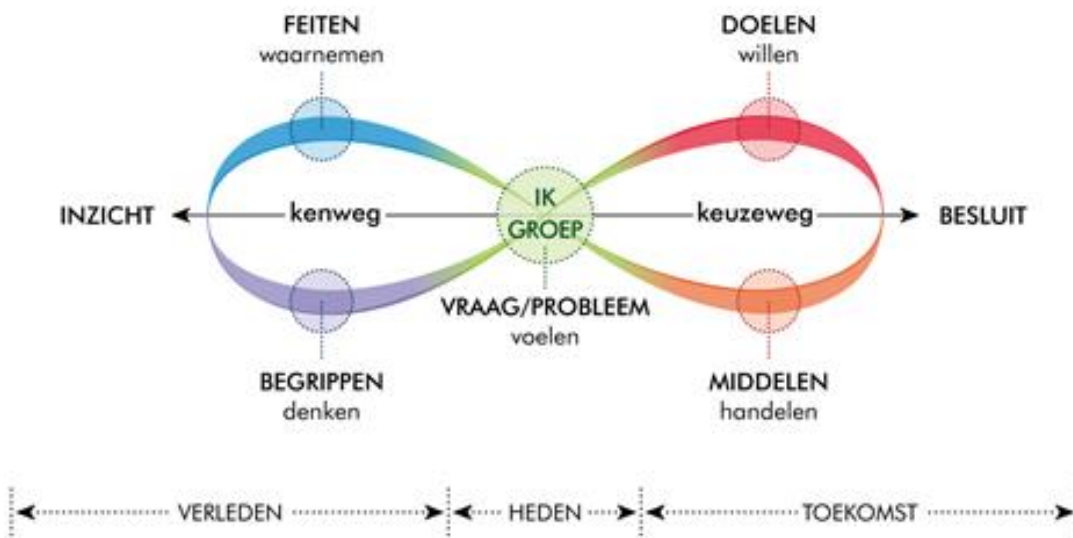 FEITEN
waarnemen
DOELEN
willen
IK
GROEP
INZICHT
kenweg
keuzeweg
BESLUIT
VRAAG/PROBLEEM
voelen
BEGRIPPEN
denken
MIDDELEN
handelen
VERLEDEN
HEDEN
TOEKOMST